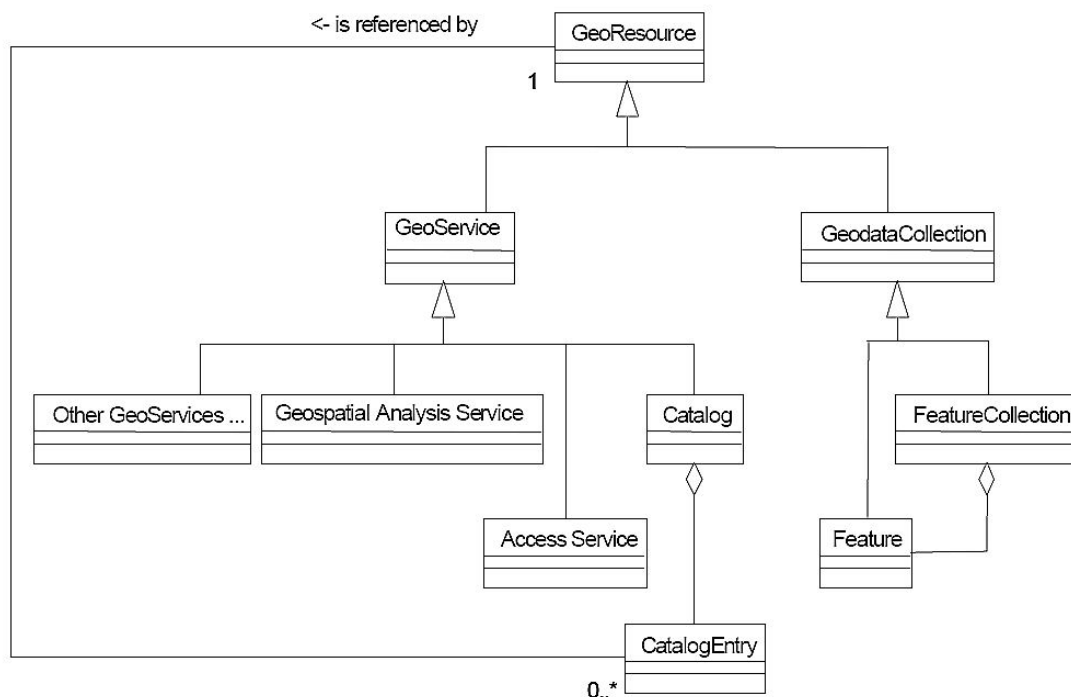 <- is referenced by
GeoResource
1
GeoService
GeodataCollection
Other GeoServices ...
Geospatial Analysis Service
Catalog
FeatureCollection
Access Service
Feature
CatalogEntry
0..*